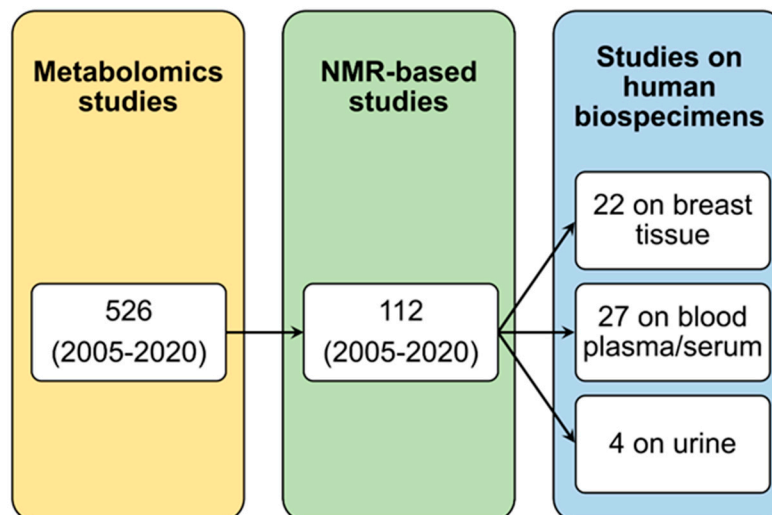 Metabolomics
studies
526
(2005-2020)
NMR-based
studies
112
(2005-2020)
Studies on
human
biospecimens
22 on breast
tissue
27 on blood
plasma/serum
4 on urine